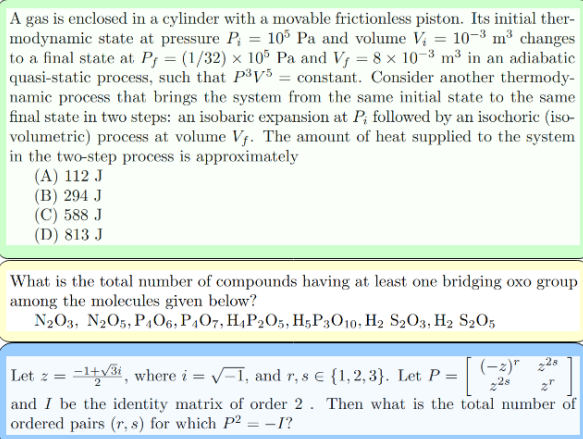 A gas is enclosed in a cylinder with a movable frictionless piston. Its initial ther-
modynamic state at pressure P_i = 10^5 Pa and volume V_i = 10^{-3} m^3 changes
to a final state at P_f = (1/32) × 10^5 Pa and V_f = 8 × 10^{-3} m^3 in an adiabatic
quasi-static process, such that P^3V^5 = constant. Consider another thermody-
namic process that brings the system from the same initial state to the same
final state in two steps: an isobaric expansion at P_i followed by an isochoric (iso-
volumetric) process at volume V_f. The amount of heat supplied to the system
in the two-step process is approximately
(A) 112 J
(B) 294 J
(C) 588 J
(D) 813 J
What is the total number of compounds having at least one bridging oxo group
among the molecules given below?
N₂O₃, N₂O₅, P₄O₆, P₄O₇, H₄P₂O₅, H₅P₃O₁₀, H₂ S₂O₃, H₂ S₂O₅
Let z = \frac{-1+\sqrt{3}i}{2}, where i = \sqrt{-1}, and r, s ∈ {1, 2, 3}. Let P = \begin{bmatrix} (-z)^r & z^{2s} \\ z^{2s} & z^r \end{bmatrix}
and I be the identity matrix of order 2 . Then what is the total number of
ordered pairs (r, s) for which P^2 = −I?